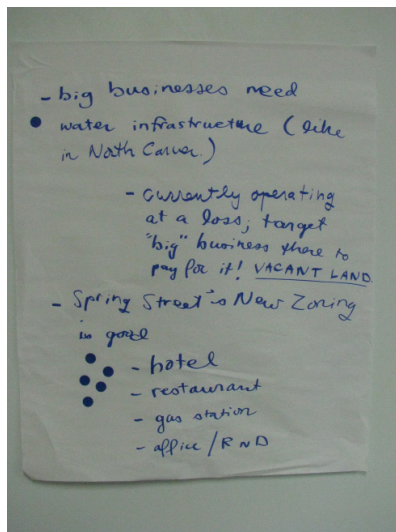 - big businesses need
water infrastructure (like
in North Carver.)
- currently operating
at a loss; target
"big" business there to
pay for it! VACANT LAND
- Spring Street's New Zoning
is good
- hotel
- restaurant
- gas station
- office / R N D